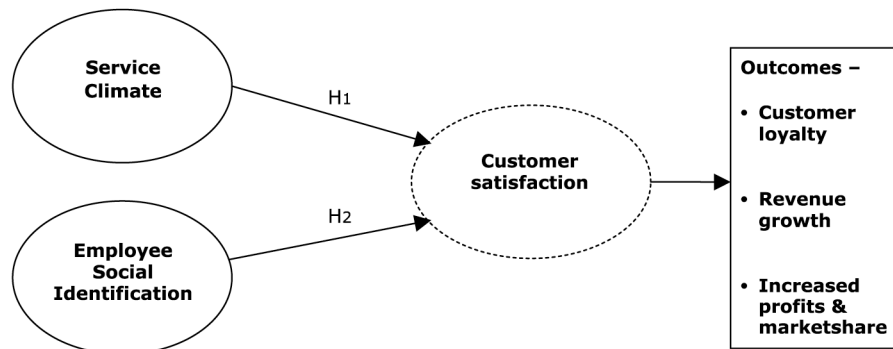 Service
Climate
H1
Employee
Social
Identification
H2
Customer
satisfaction
Outcomes –
• Customer
loyalty
• Revenue
growth
• Increased
profits &
marketshare